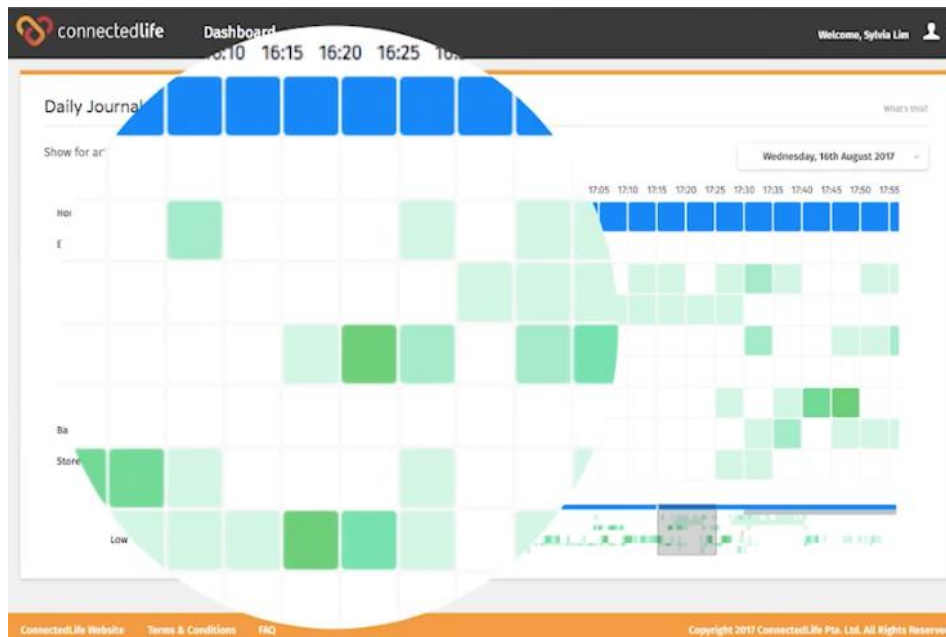 connectedlife
Dashboard
Welcome, Sylvia Lim
16:15 16:20 16:25
Daily Journal
What's this?
Show for
Wednesday, 16th August 2017
17:05 17:10 17:15 17:20 17:25 17:30 17:35 17:40 17:45 17:50 17:55
Store
Low
ConnectedLife Website
Terms & Conditions
FAQ
Copyright 2017 ConnectedLife Pte. Ltd. All Rights Reserve